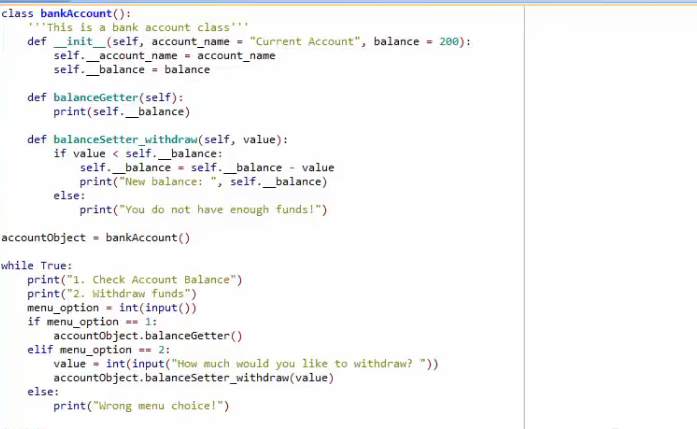 class bankAccount():
    '''This is a bank account class'''
    def __init__(self, account_name = "Current Account", balance = 200):
        self.__account_name = account_name
        self.__balance = balance

    def balanceGetter(self):
        print(self.__balance)

    def balanceSetter_withdraw(self, value):
        if value < self.__balance:
            self.__balance = self.__balance - value
            print("New balance: ", self.__balance)
        else:
            print("You do not have enough funds!")

accountObject = bankAccount()

while True:
    print("1. Check Account Balance")
    print("2. Withdraw funds")
    menu_option = int(input())
    if menu_option == 1:
        accountObject.balanceGetter()
    elif menu_option == 2:
        value = int(input("How much would you like to withdraw? "))
        accountObject.balanceSetter_withdraw(value)
    else:
        print("Wrong menu choice!")